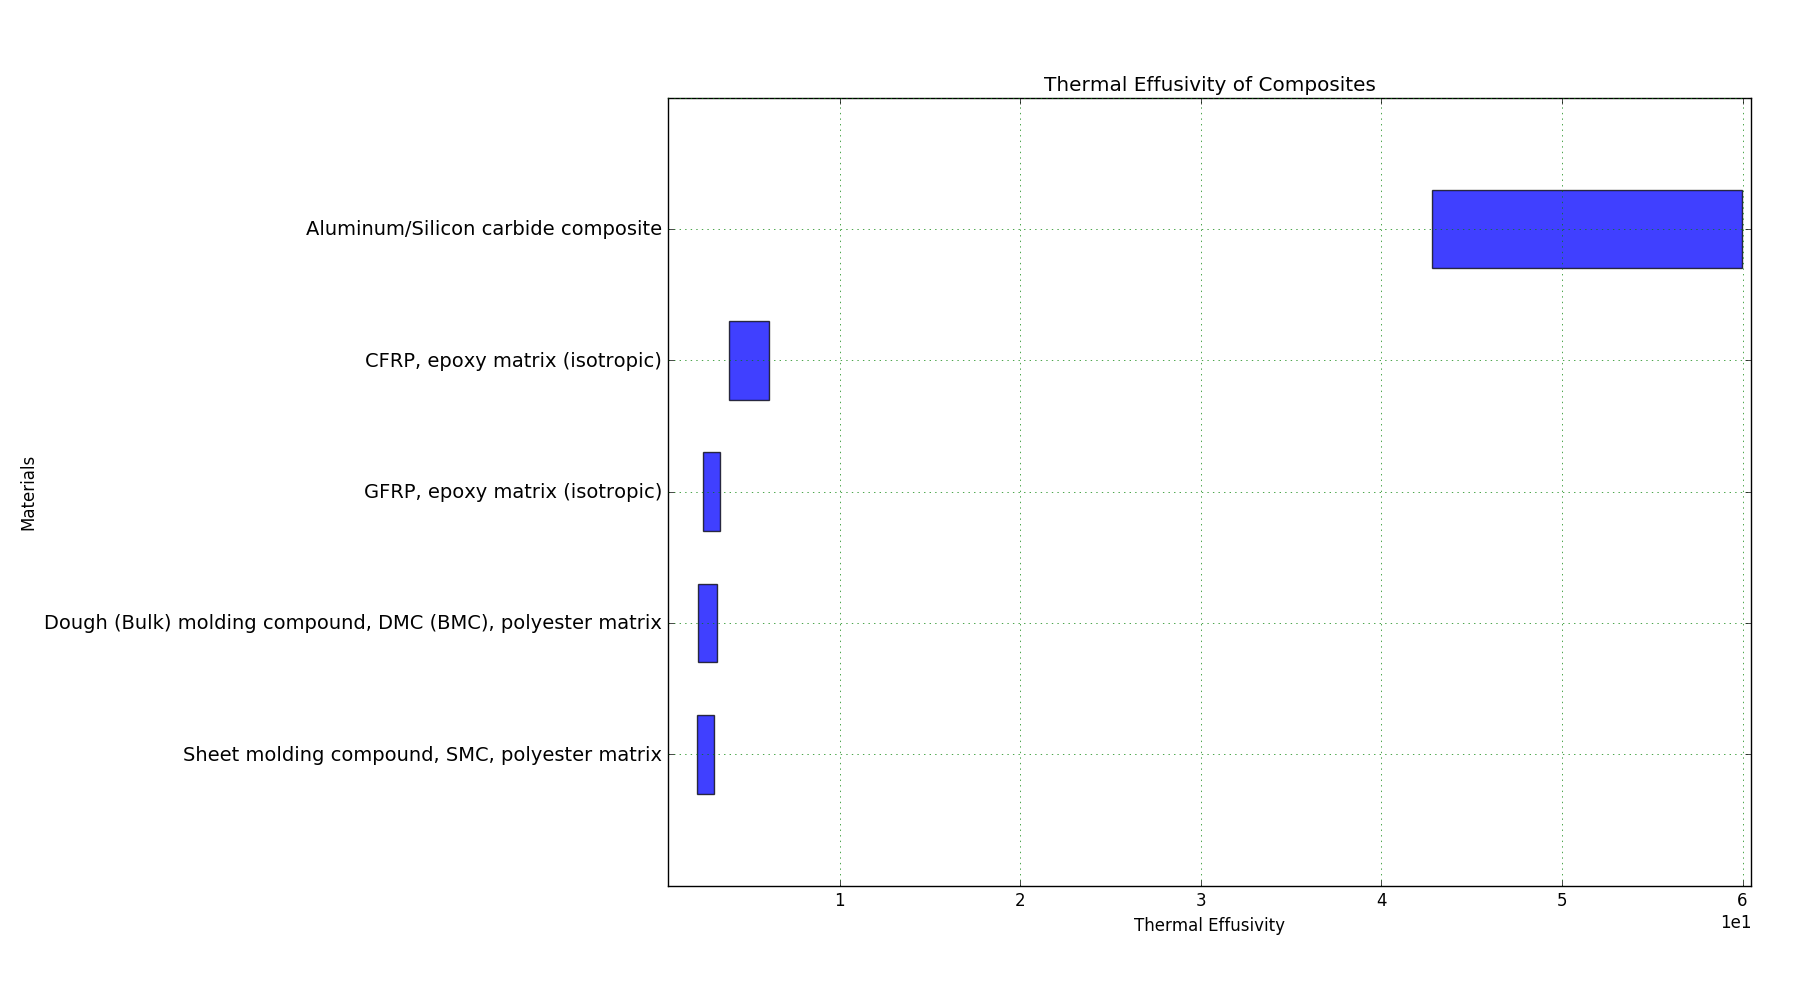 Thermal Effusivity of Composites
Aluminum/Silicon carbide composite
CFRP, epoxy matrix (isotropic)
GFRP, epoxy matrix (isotropic)
Materials
Dough (Bulk) molding compound, DMC (BMC), polyester matrix
Sheet molding compound, SMC, polyester matrix
1 2 3 4 5 6
1e1
Thermal Effusivity